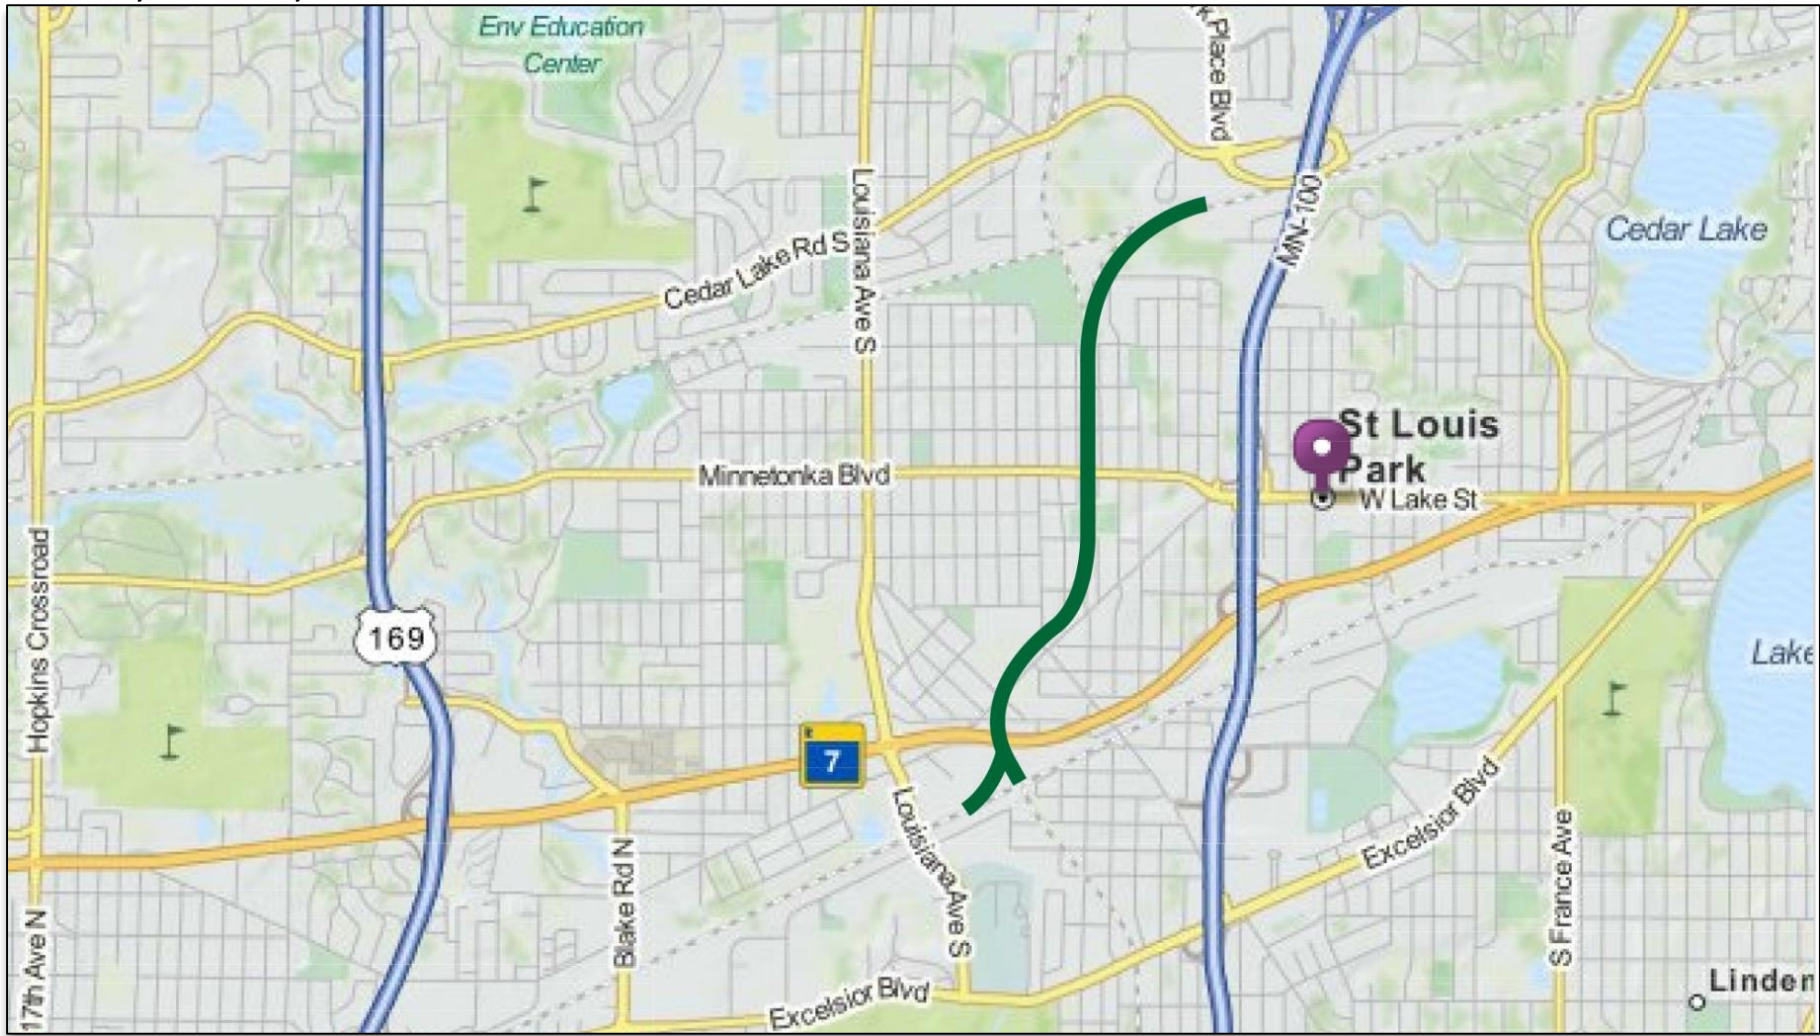 Env Education
Center
k Place Blvd
Louisiana Ave S
MN-100
Cedar Lake
Cedar Lake Rd S
St Louis
Park
Minnetonka Blvd
W Lake St
Hopkins Crossroad
169
Lake
7
Louisiana Ave S
Excelsior Blvd
Blake Rd N
S France Ave
17th Ave N
Excelsior Blvd
Linden